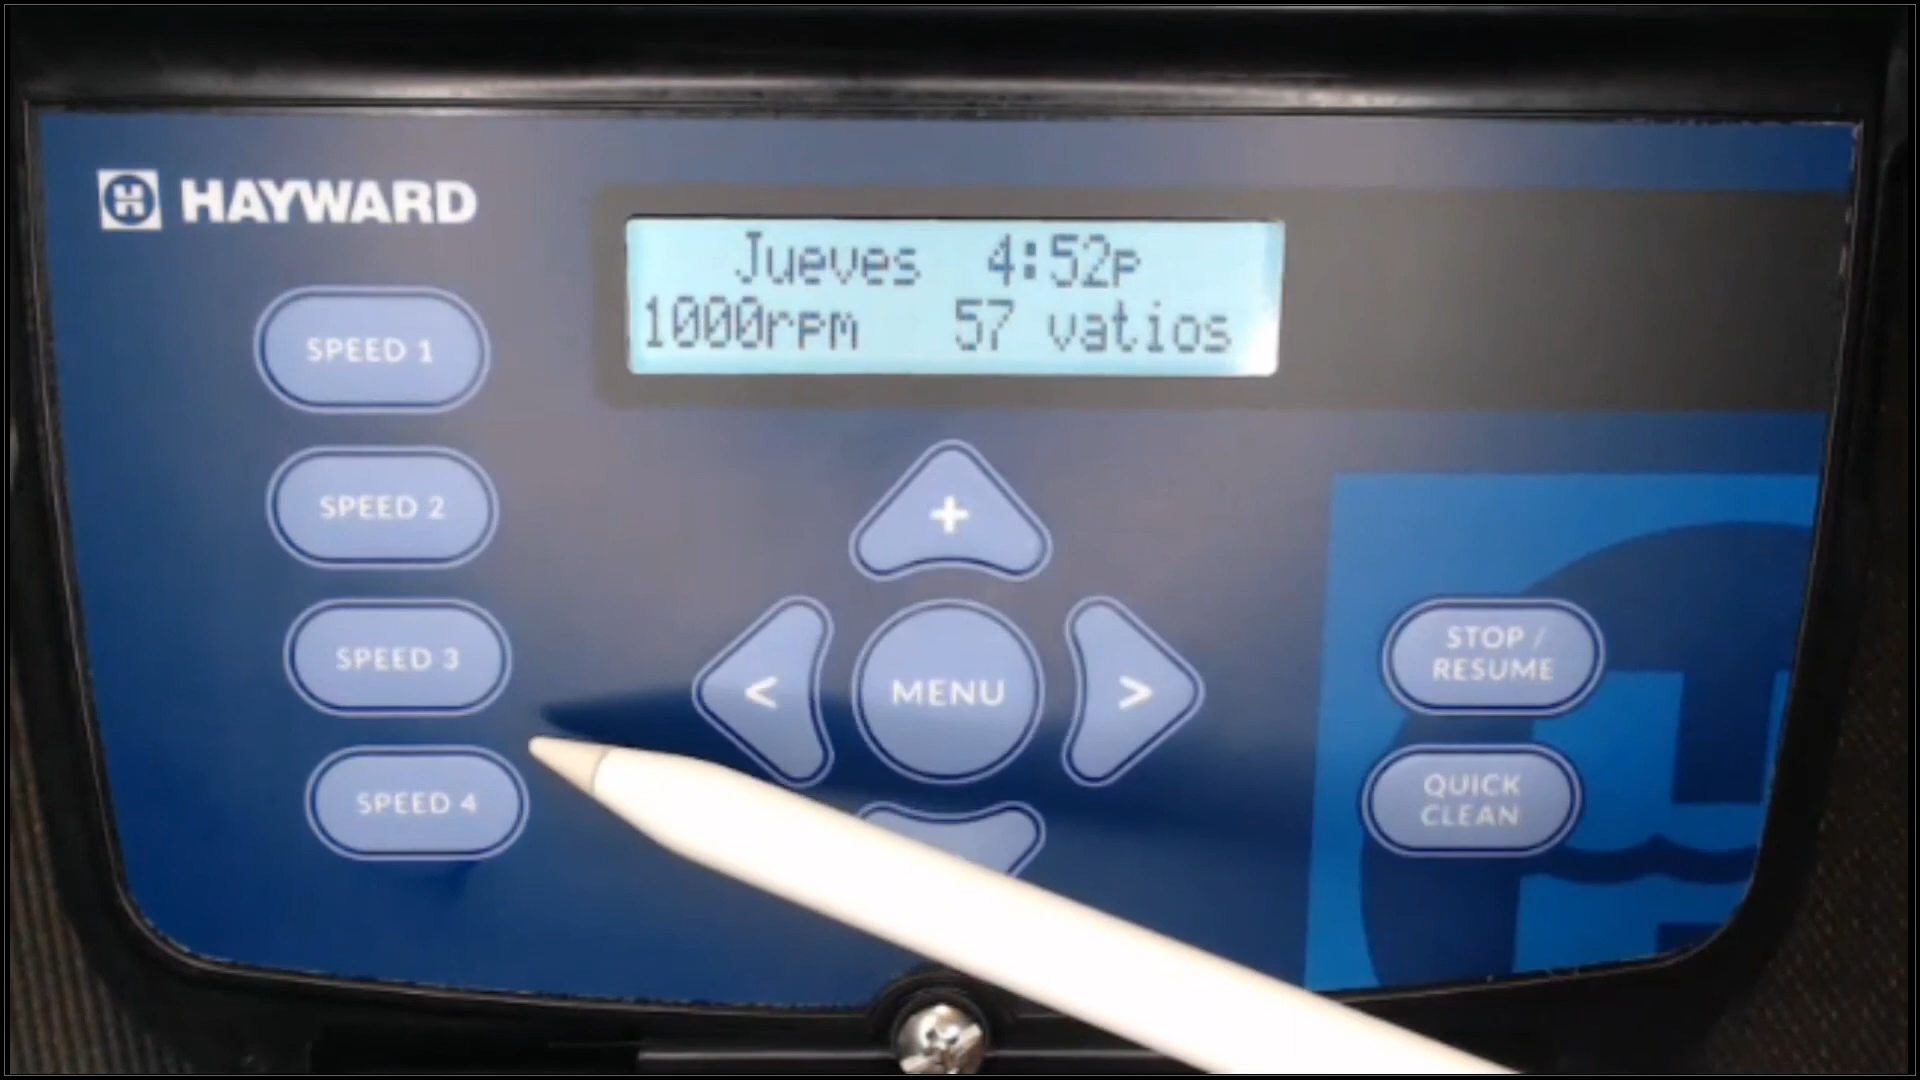 HAYWARD
Jueves 4:52p
1000rpm 57 vatios
SPEED 1
SPEED 2
SPEED 3
SPEED 4
+
<
MENU
>
STOP /
RESUME
QUICK
CLEAN